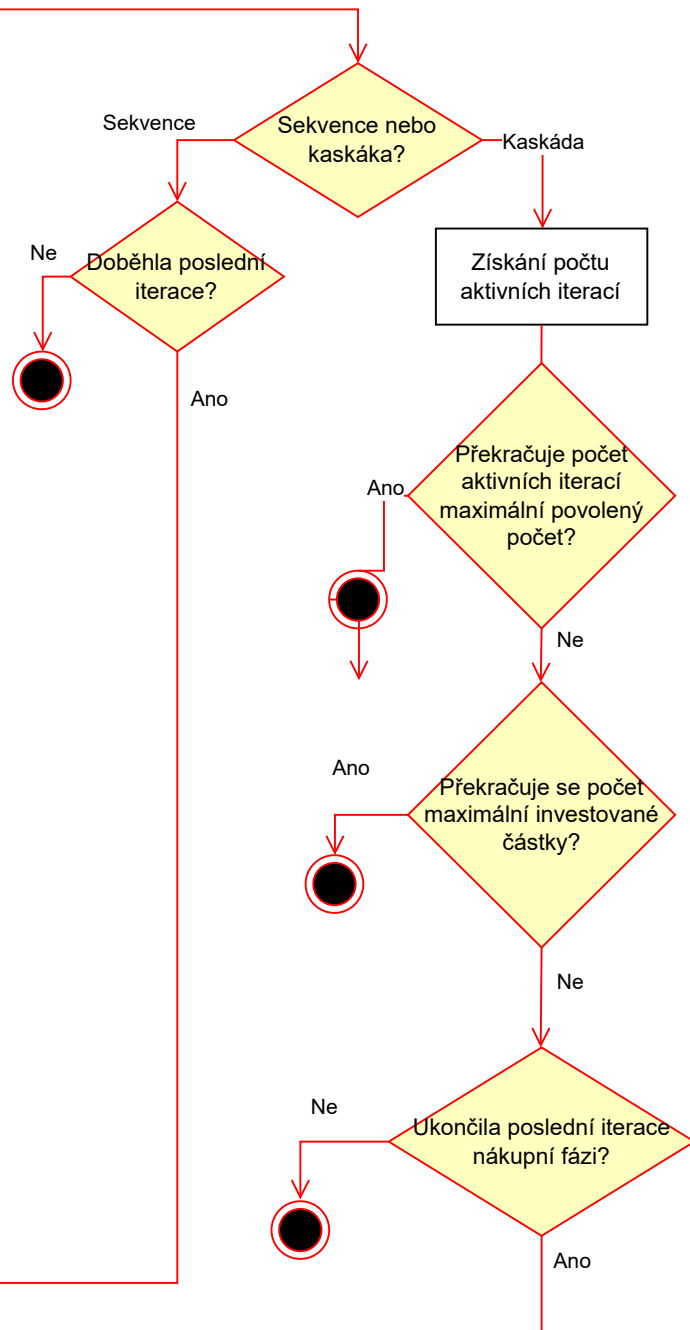 Sekvence
Sekvence nebo
kaskáka?
Kaskáda
Ne
Doběhla poslední
iterace?
Získání počtu
aktivních iterací
Ano
Překračuje počet
aktivních iterací
maximální povolený
počet?
Ano
Ne
Ano
Překračuje se počet
maximální investované
částky?
Ne
Ne
Ukončila poslední iterace
nákupní fázi?
Ano